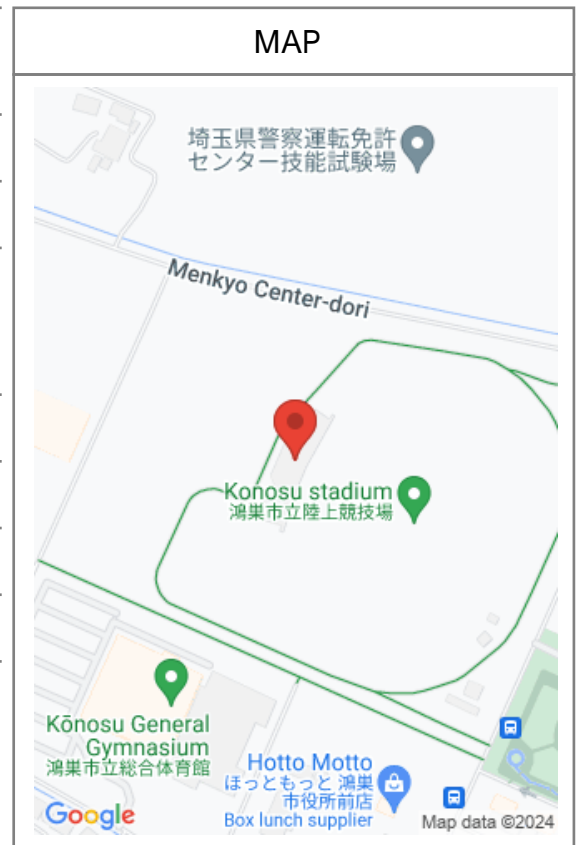 MAP
埼玉県警察運転免許
センター技能試験場
Menkyo Center-dori
Konosu stadium
鴻巣市立陸上競技場
Kōnosu General
Gymnasium
鴻巣市立総合体育館
Hotto Motto
ほっともっと 鴻巣
市役所前店
Box lunch supplier
Google
Map data ©2024